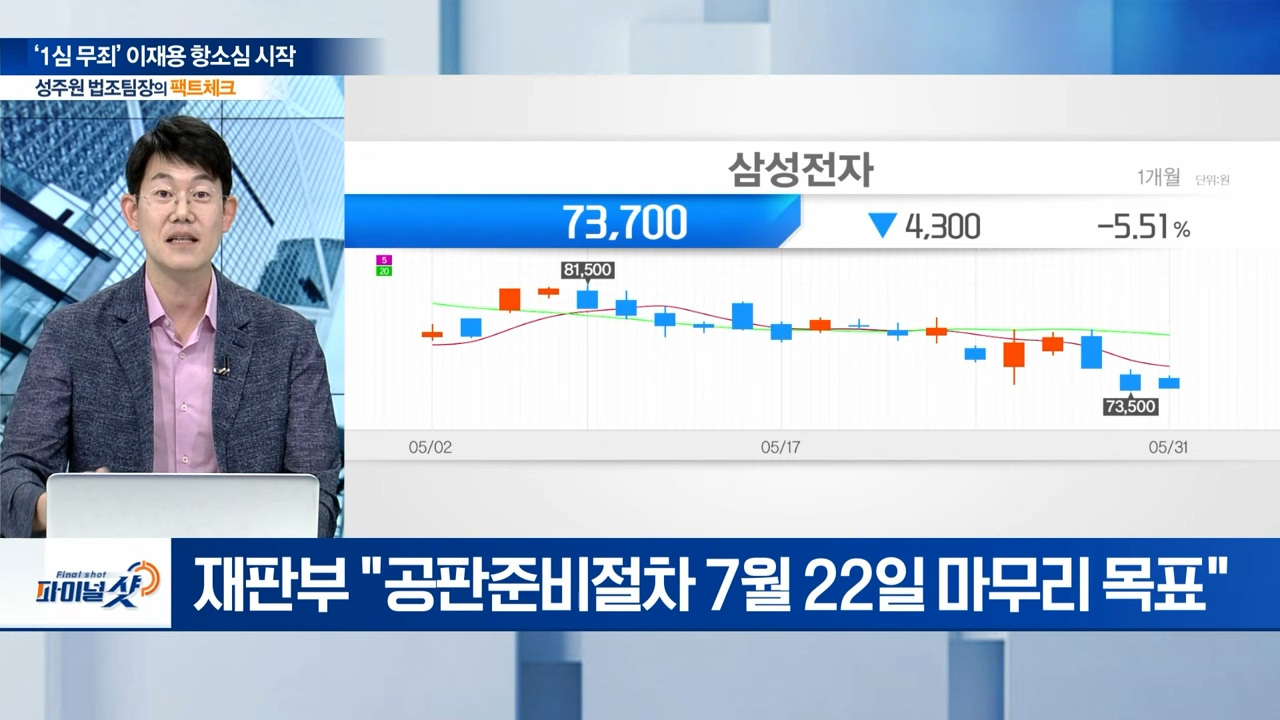 ‘1심 무죄’ 이재용 항소심 시작
성주원 법조팀장의 팩트체크
삼성전자
1개월 단위:원
73,700 ▼ 4,300 -5.51%
5
20
81,500
73,500
05/02 05/17 05/31
Final shot
파이널샷
재판부 "공판준비절차 7월 22일 마무리 목표"